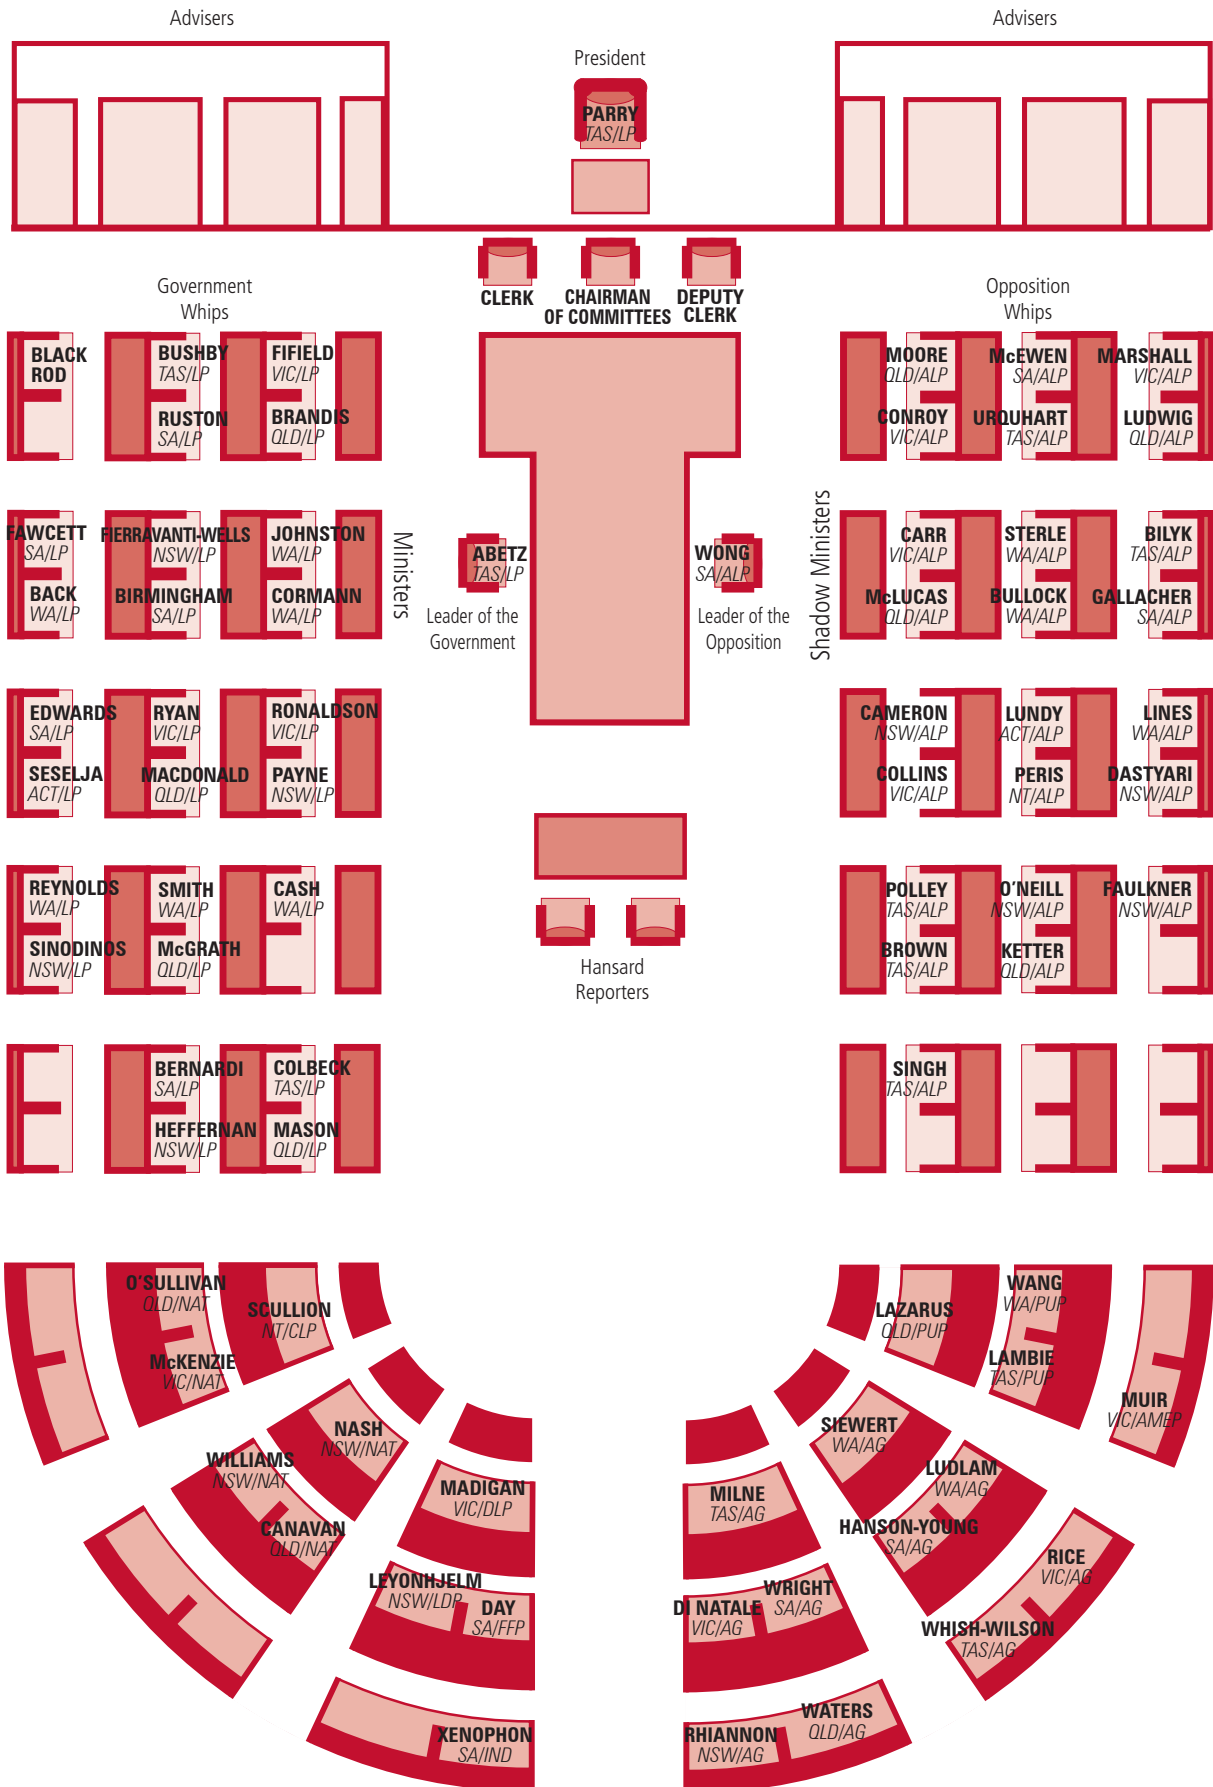 Advisers
Advisers
President
PARRY
TAS/LP
CLERK
CHAIRMAN
OF COMMITTEES
DEPUTY
CLERK
Government
Whips
Opposition
Whips
BLACK
ROD
BUSHBY
TAS/LP
FIFIELD
VIC/LP
RUSTON
SA/LP
BRANDIS
QLD/LP
MOORE
QLD/ALP
McEWEN
SA/ALP
MARSHALL
VIC/ALP
CONROY
VIC/ALP
URQUHART
TAS/ALP
LUDWIG
QLD/ALP
FAWCETT
SA/LP
FIERRAVANTI-WELLS
NSW/LP
JOHNSTON
WA/LP
BACK
WA/LP
BIRMINGHAM
SA/LP
CORMANN
WA/LP
Ministers
ABETZ
TAS/LP
Leader of the
Government
WONG
SA/ALP
Leader of the
Opposition
Shadow Ministers
CARR
VIC/ALP
STERLE
WA/ALP
BILYK
TAS/ALP
McLUCAS
QLD/ALP
BULLOCK
WA/ALP
GALLACHER
SA/ALP
EDWARDS
SA/LP
RYAN
VIC/LP
RONALDSON
VIC/LP
SESELJA
ACT/LP
MACDONALD
QLD/LP
PAYNE
NSW/LP
CAMERON
NSW/ALP
LUNDY
ACT/ALP
LINES
WA/ALP
COLLINS
VIC/ALP
PERIS
NT/ALP
DASTYARI
NSW/ALP
REYNOLDS
WA/LP
SMITH
WA/LP
CASH
WA/LP
SINODINOS
NSW/LP
McGRATH
QLD/LP
Hansard
Reporters
POLLEY
TAS/ALP
O'NEILL
NSW/ALP
FAULKNER
NSW/ALP
BROWN
TAS/ALP
KETTER
QLD/ALP
BERNARDI
SA/LP
COLBECK
TAS/LP
HEFFERNAN
NSW/LP
MASON
QLD/LP
SINGH
TAS/ALP
O'SULLIVAN
QLD/NAT
SCULLION
NT/CLP
McKENZIE
VIC/NAT
NASH
NSW/NAT
WILLIAMS
NSW/NAT
CANAVAN
QLD/NAT
MADIGAN
VIC/DLP
LEYONHJELM
NSW/LDP
DAY
SA/FFP
XENOPHON
SA/IND
LAZARUS
QLD/PUP
WANG
WA/PUP
LAMBIE
TAS/PUP
MUIR
VIC/AMEP
SIEWERT
WA/AG
LUDLAM
WA/AG
HANSON-YOUNG
SA/AG
MILNE
TAS/AG
RICE
VIC/AG
WRIGHT
SA/AG
DI NATALE
VIC/AG
WHISH-WILSON
TAS/AG
WATERS
QLD/AG
RHIANNON
NSW/AG